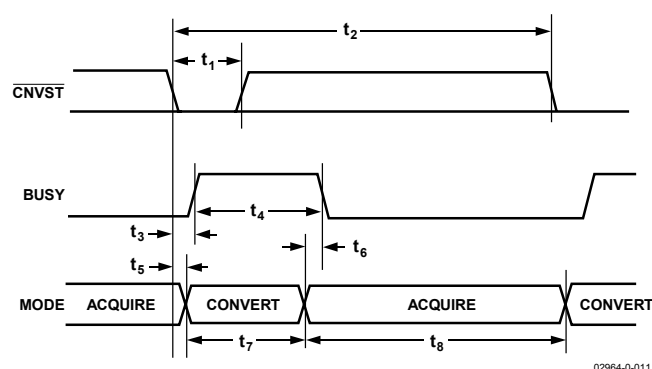 t2
t1
CNVST
BUSY
t4
t3
t6
t5
MODE ACQUIRE CONVERT ACQUIRE CONVERT
t7 t8
02964-0-011